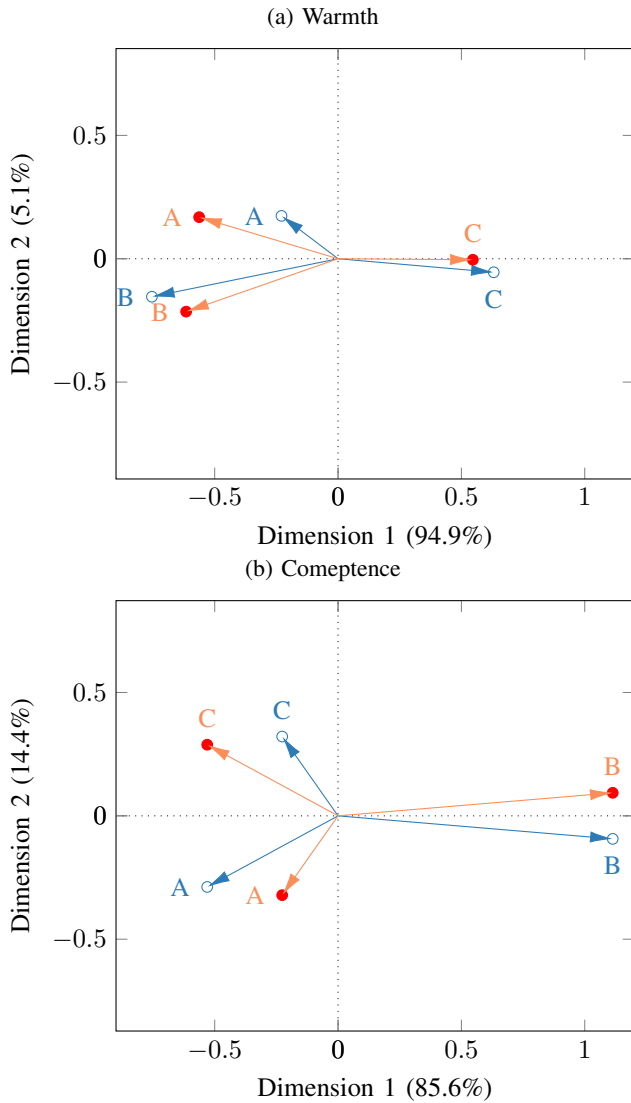 (a) Warmth
0.5
0
−0.5
Dimension 2 (5.1%)
A
A
B
B
C
C
−0.5 0 0.5 1
Dimension 1 (94.9%)
(b) Comeptence
0.5
0
−0.5
Dimension 2 (14.4%)
C
C
B
B
A
A
−0.5 0 0.5 1
Dimension 1 (85.6%)